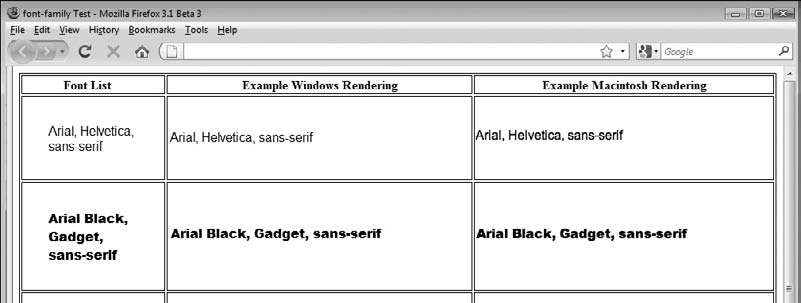 font-family Test - Mozilla Firefox 3.1 Beta 3
File Edit View History Bookmarks Tools Help
Google
Font List Example Windows Rendering Example Macintosh Rendering
Arial, Helvetica,
sans-serif
Arial, Helvetica, sans-serif
Arial, Helvetica, sans-serif
Arial Black,
Gadget,
sans-serif
Arial Black, Gadget, sans-serif
Arial Black, Gadget, sans-serif